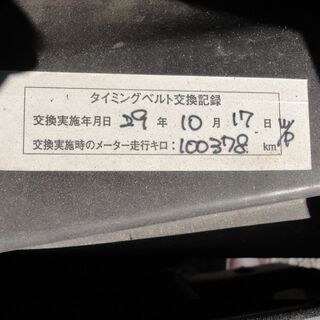 タイミングベルト交換記録
交換実施年月日 29 年 10 月 17 日
交換実施時のメーター走行キロ: 100378 km